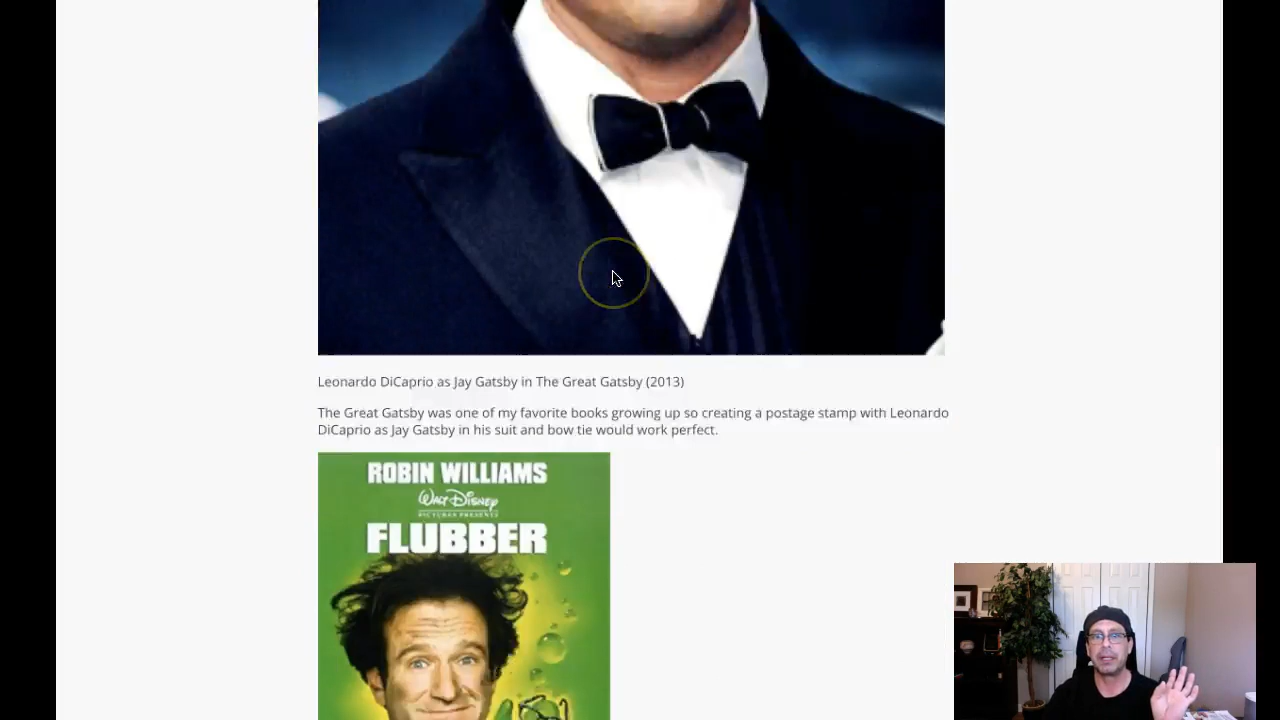 Leonardo DiCaprio as Jay Gatsby in The Great Gatsby (2013)
The Great Gatsby was one of my favorite books growing up so creating a postage stamp with Leonardo
DiCaprio as Jay Gatsby in his suit and bow tie would work perfect.
ROBIN WILLIAMS
Walt Disney
PICTURES PRESENTS
FLUBBER